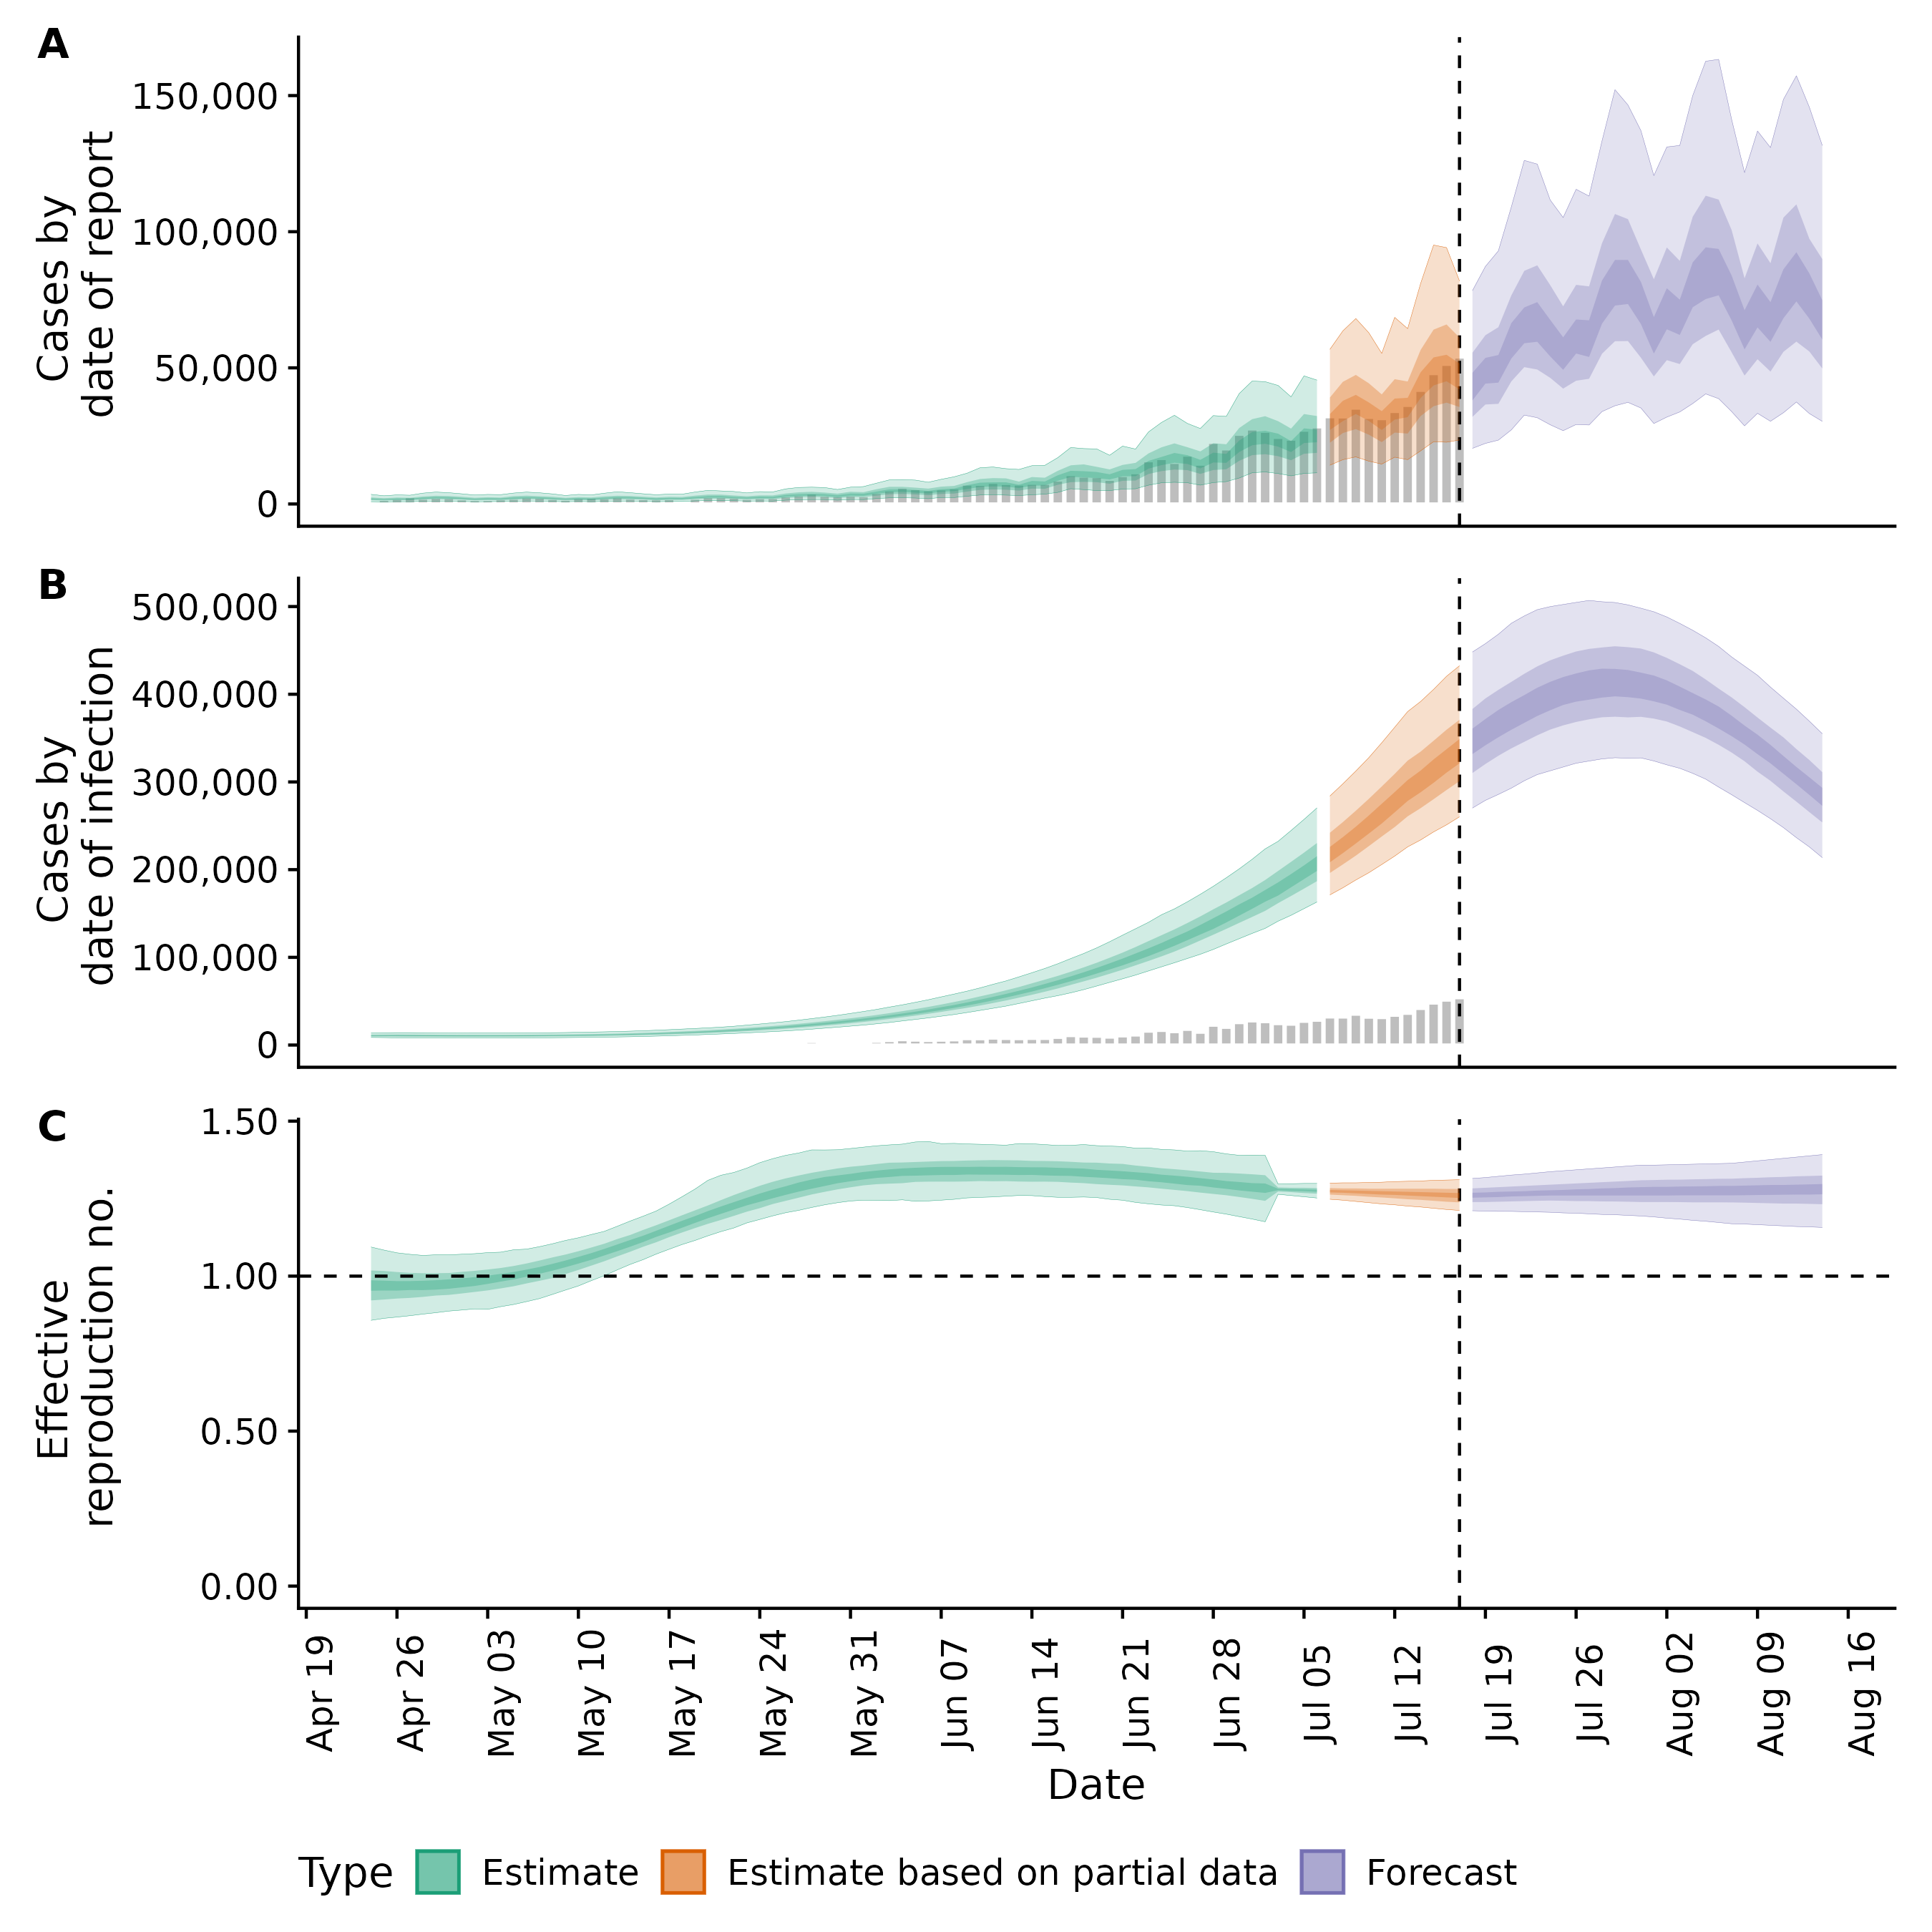 A
Cases by
date of report
150,000
100,000
50,000
0
B
Cases by
date of infection
500,000
400,000
300,000
200,000
100,000
0
C
Effective
reproduction no.
1.50
1.00
0.50
0.00
Apr 19
Apr 26
May 03
May 10
May 17
May 24
May 31
Jun 07
Jun 14
Jun 21
Jun 28
Jul 05
Jul 12
Jul 19
Jul 26
Aug 02
Aug 09
Aug 16
Date
Type Estimate Estimate based on partial data Forecast